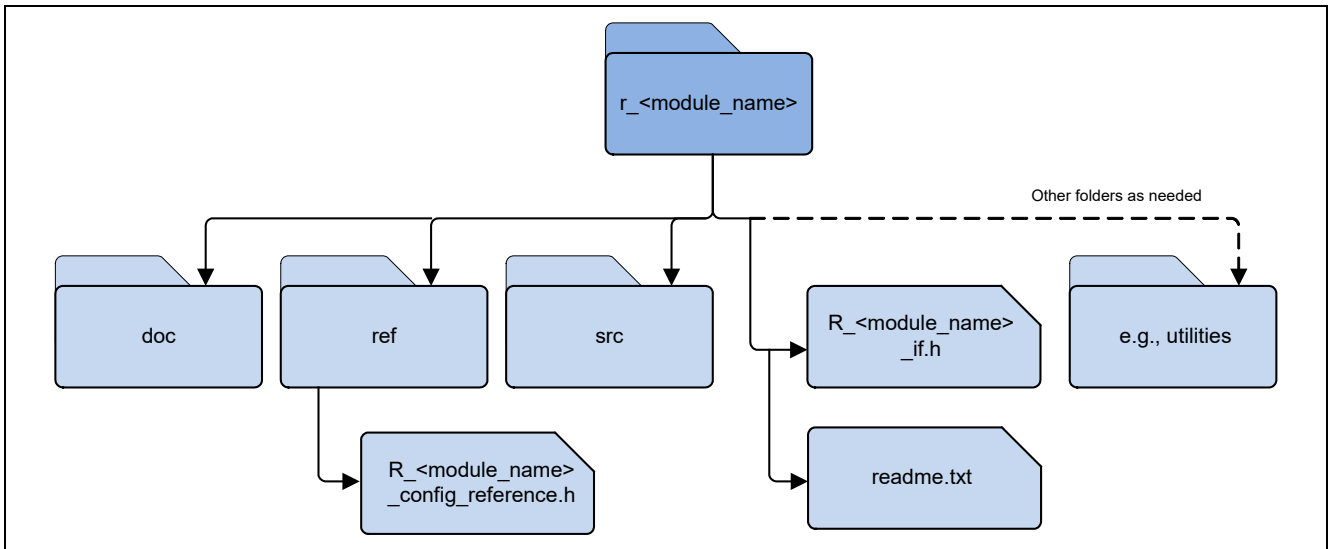 r_<module_name>
Other folders as needed
doc
ref
src
R_<module_name>
_if.h
e.g., utilities
R_<module_name>
_config_reference.h
readme.txt